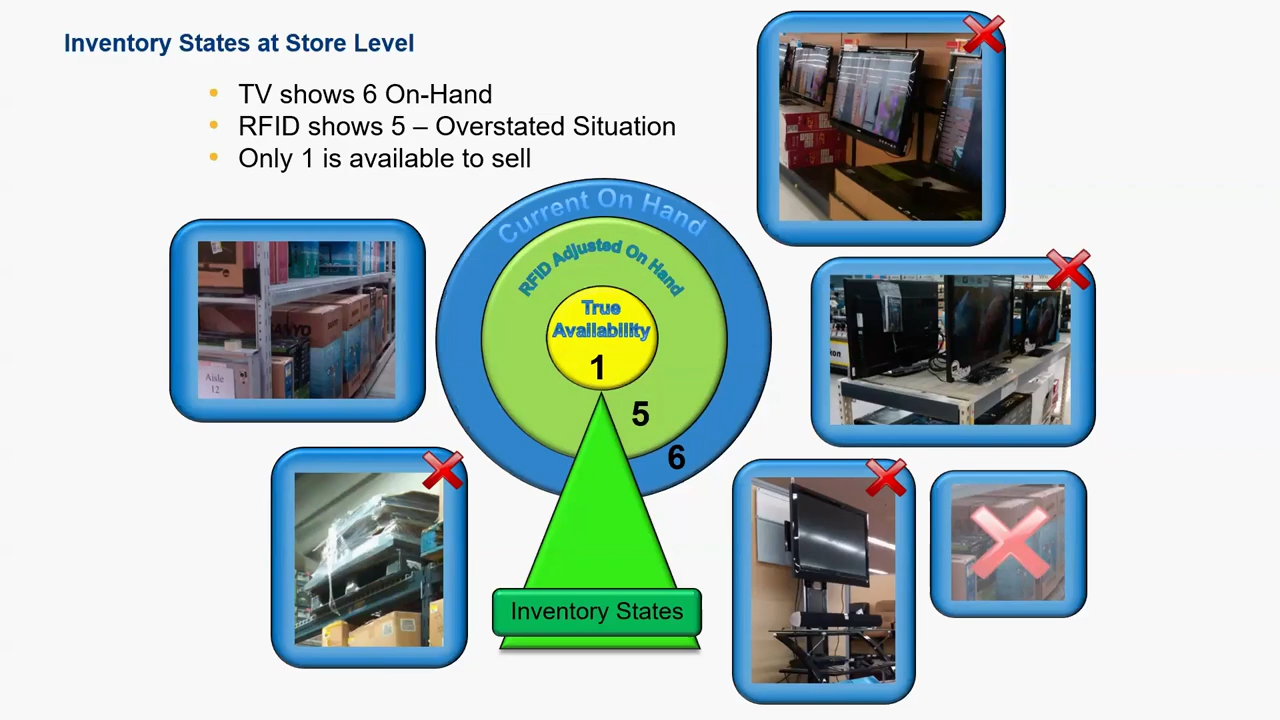 Inventory States at Store Level
• TV shows 6 On-Hand
• RFID shows 5 – Overstated Situation
• Only 1 is available to sell
Current On Hand
RFID Adjusted On Hand
True
Availability
1
5
6
Aisle
12
Inventory States